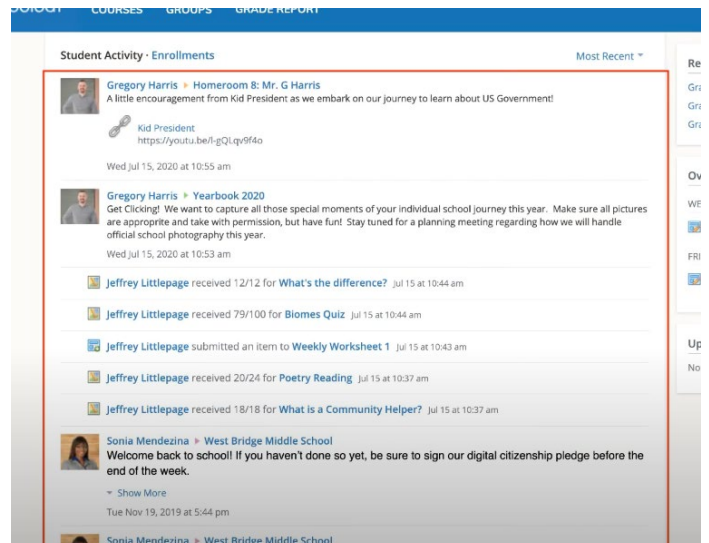 COURSES GROUPS GRADE REPORT
Student Activity · Enrollments
Most Recent
Gregory Harris Homeroom 8: Mr. G Harris
A little encouragement from Kid President as we embark on our journey to learn about US Government!
Kid President
https://youtu.be/l-gQLqv9f4o
Wed Jul 15, 2020 at 10:55 am
Gregory Harris Yearbook 2020
Get Clicking! We want to capture all those special moments of your individual school journey this year. Make sure all pictures
are approprite and take with permission, but have fun! Stay tuned for a planning meeting regarding how we will handle
official school photography this year.
Wed Jul 15, 2020 at 10:53 am
Jeffrey Littlepage received 12/12 for What's the difference? Jul 15 at 10:44 am
Jeffrey Littlepage received 79/100 for Biomes Quiz Jul 15 at 10:44 am
Jeffrey Littlepage submitted an item to Weekly Worksheet 1 Jul 15 at 10:43 am
Jeffrey Littlepage received 20/24 for Poetry Reading Jul 15 at 10:37 am
Jeffrey Littlepage received 18/18 for What is a Community Helper? Jul 15 at 10:37 am
Sonia Mendezina West Bridge Middle School
Welcome back to school! If you haven't done so yet, be sure to sign our digital citizenship pledge before the
end of the week.
Show More
Tue Nov 19, 2019 at 5:44 pm
Sonia Mendezina West Bridge Middle School
Re
Gra
Gra
Gra
Ov
WE
FRI
Up
No